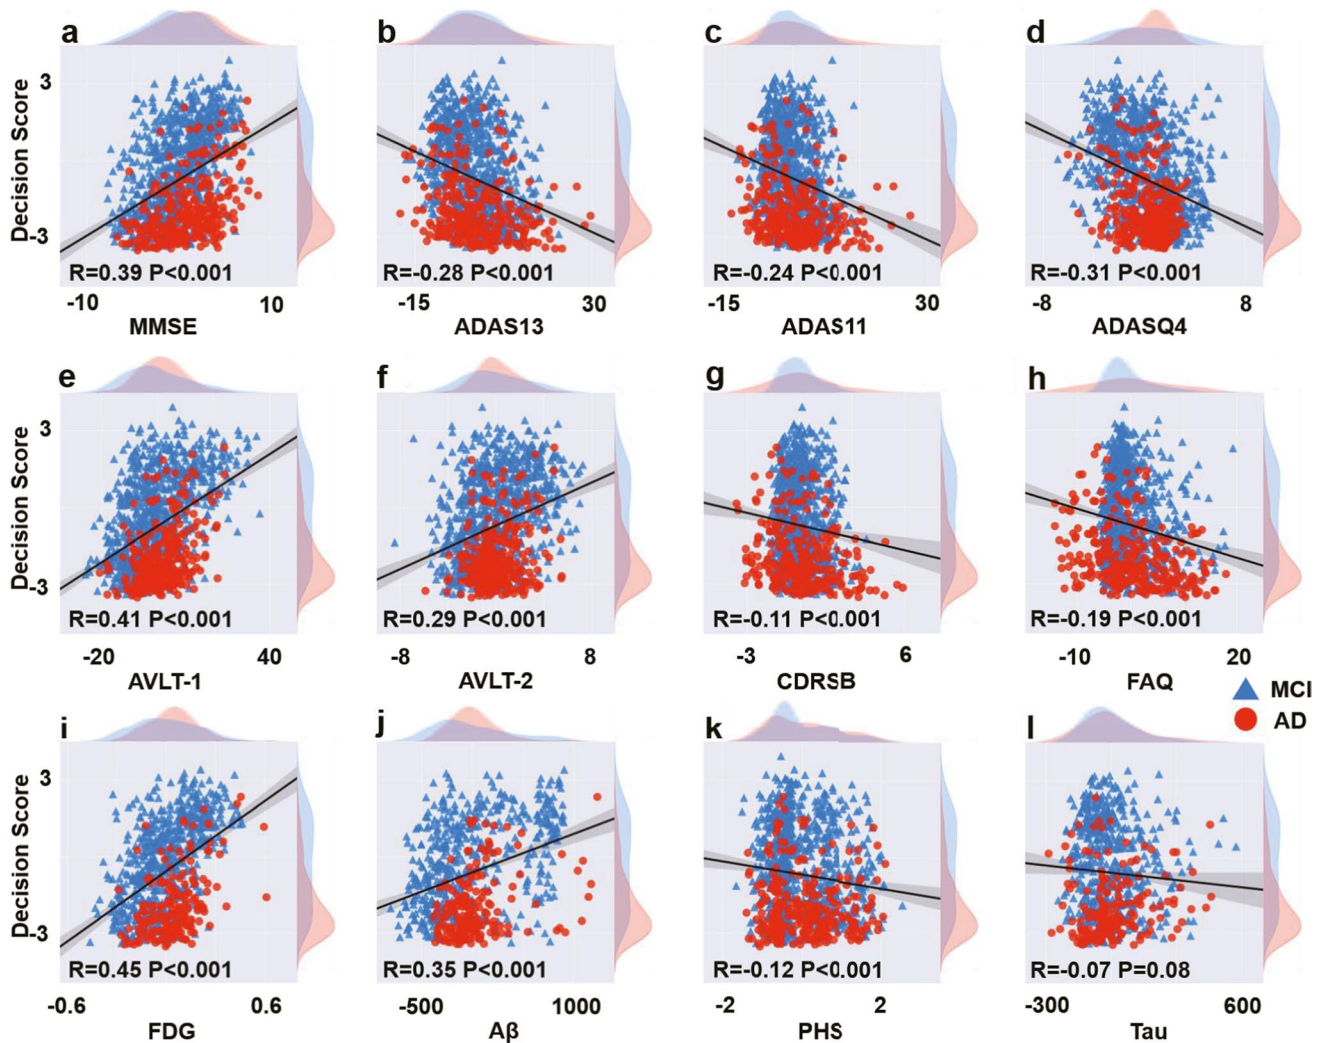 a b c d
Decision Score
3
-3
R=0.39 P<0.001 R=-0.28 P<0.001 R=-0.24 P<0.001 R=-0.31 P<0.001
-10 10 -15 30 -15 30 -8 8
MMSE ADAS13 ADAS11 ADASQ4
e f g h
Decision Score
3
-3
R=0.41 P<0.001 R=0.29 P<0.001 R=-0.11 P<0.001 R=-0.19 P<0.001
-20 40 -8 8 -3 6 -10 20
AVLT-1 AVLT-2 CDRSB FAQ
MCI
AD
i j k l
Decision Score
3
-3
R=0.45 P<0.001 R=0.35 P<0.001 R=-0.12 P<0.001 R=-0.07 P=0.08
-0.6 0.6 -500 1000 -2 2 -300 600
FDG Aβ PHS Tau